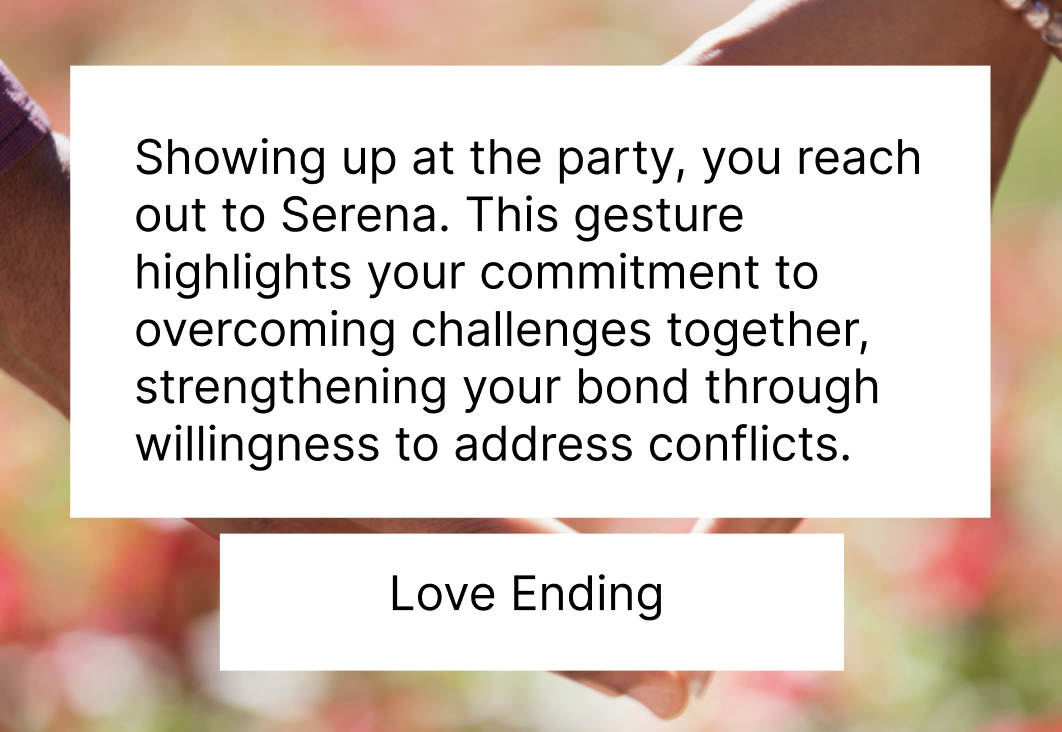 Showing up at the party, you reach
out to Serena. This gesture
highlights your commitment to
overcoming challenges together,
strengthening your bond through
willingness to address conflicts.
Love Ending